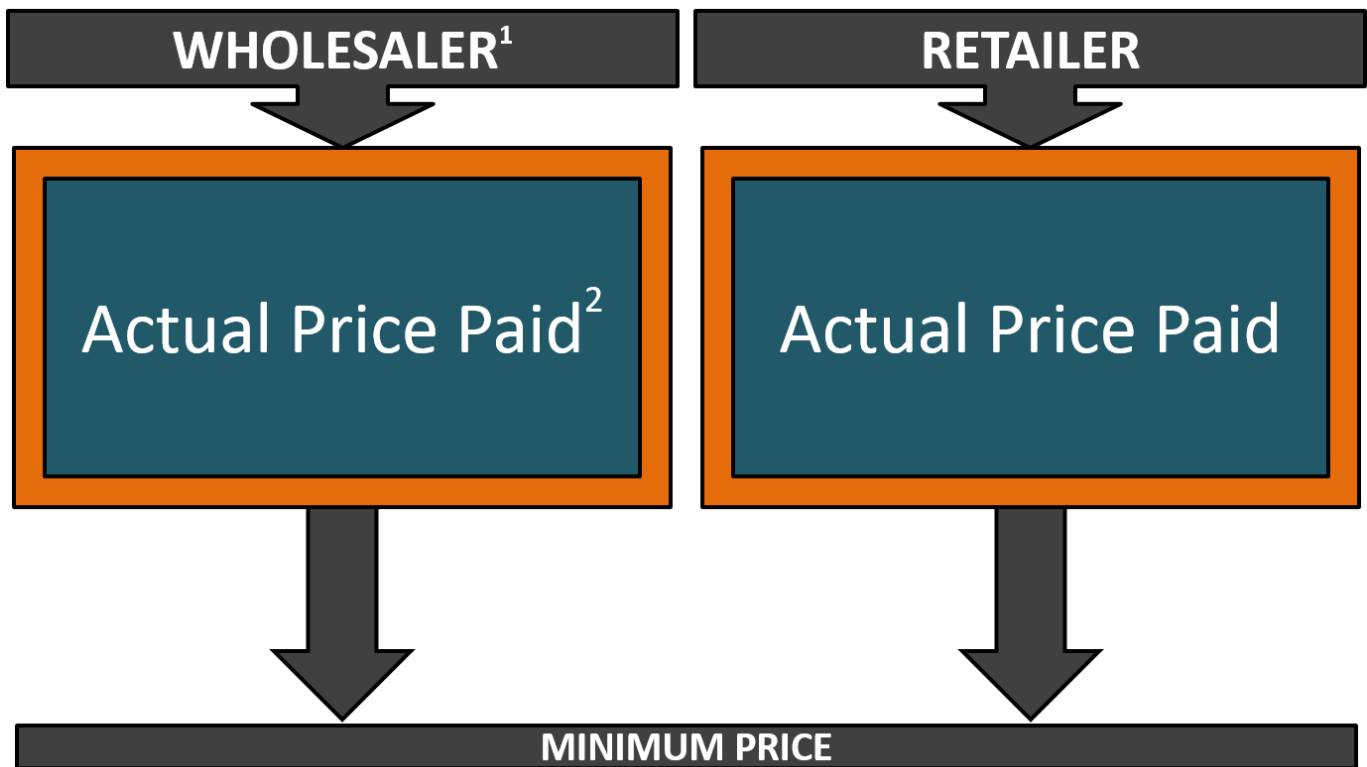 WHOLESALER¹
RETAILER
Actual Price Paid²
Actual Price Paid
MINIMUM PRICE